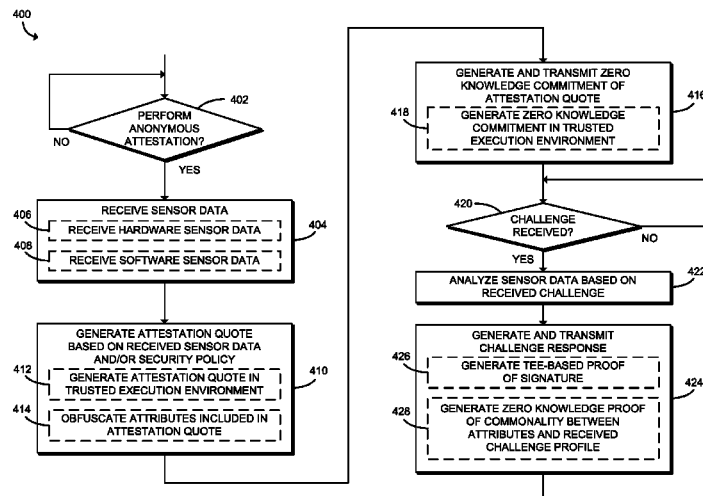 400
402
PERFORM
ANONYMOUS
ATTESTATION?
NO
YES
RECEIVE SENSOR DATA
406
RECEIVE HARDWARE SENSOR DATA
404
408
RECEIVE SOFTWARE SENSOR DATA
GENERATE ATTESTATION QUOTE
BASED ON RECEIVED SENSOR DATA
AND/OR SECURITY POLICY
410
412
GENERATE ATTESTATION QUOTE IN
TRUSTED EXECUTION ENVIRONMENT
414
OBFUSCATE ATTRIBUTES INCLUDED IN
ATTESTATION QUOTE
GENERATE AND TRANSMIT ZERO
KNOWLEDGE COMMITMENT OF
ATTESTATION QUOTE
416
418
GENERATE ZERO KNOWLEDGE
COMMITMENT IN TRUSTED
EXECUTION ENVIRONMENT
420
CHALLENGE
RECEIVED?
NO
YES
ANALYZE SENSOR DATA BASED ON
RECEIVED CHALLENGE
422
GENERATE AND TRANSMIT
CHALLENGE RESPONSE
426
GENERATE TEE-BASED PROOF
OF SIGNATURE
424
428
GENERATE ZERO KNOWLEDGE PROOF
OF COMMONALITY BETWEEN
ATTRIBUTES AND RECEIVED
CHALLENGE PROFILE